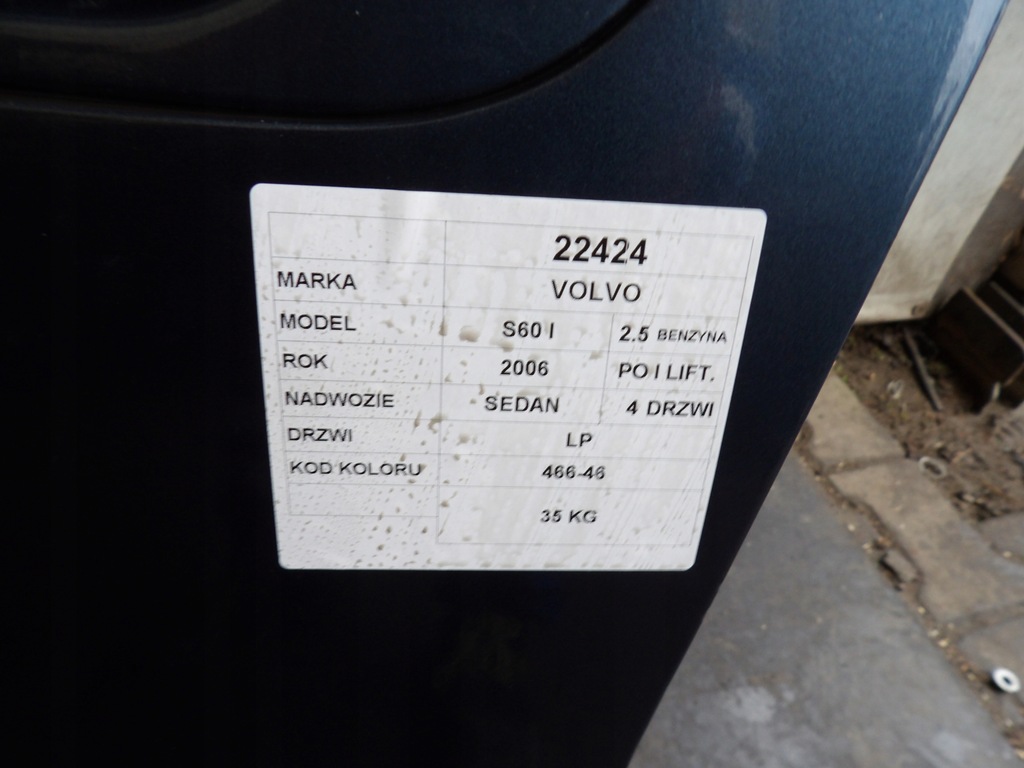 22424
MARKA VOLVO
MODEL S60 I 2.5 BENZYNA
ROK 2006 PO I LIFT.
NADWOZIE SEDAN 4 DRZWI
DRZWI LP
KOD KOLORU 466-46
35 KG